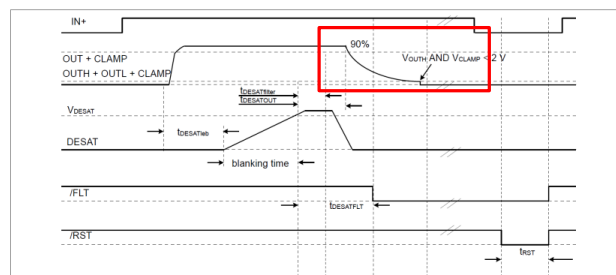 IN+
90%
OUT + CLAMP
OUTH + OUTL + CLAMP
VOUTH AND VCLAMP < 2 V
tDESATfilter
tDESATOUT
VDESAT
tDESATleb
DESAT
blanking time
/FLT
tDESATFLT
/RST
tRST